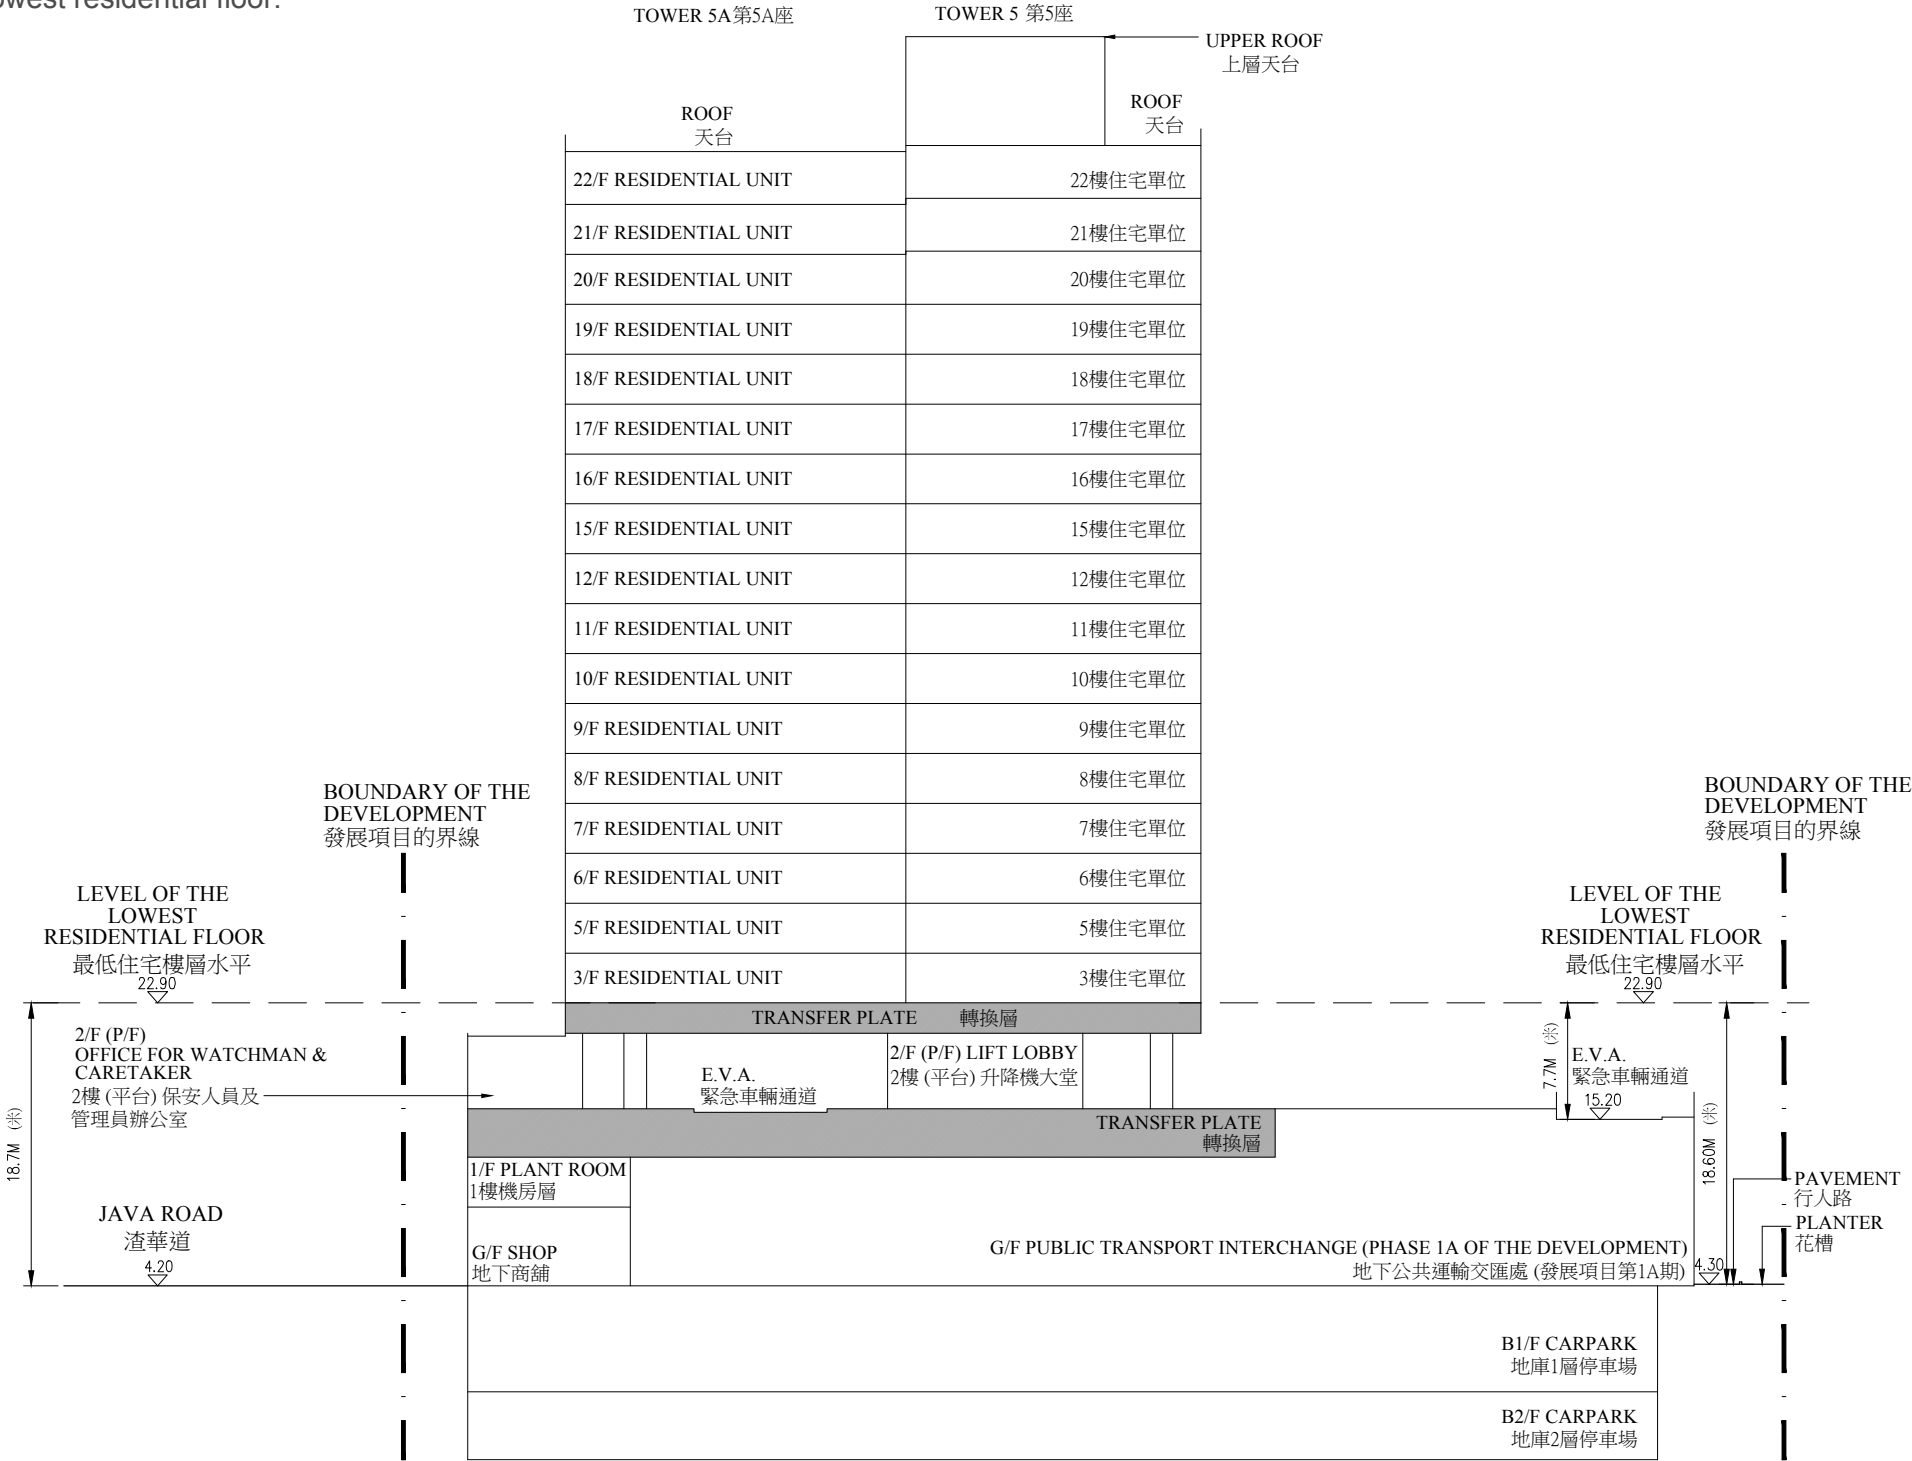 lowest residential floor.
TOWER 5A第5A座
TOWER 5 第5座
UPPER ROOF
上層天台
ROOF
天台
ROOF
天台
22/F RESIDENTIAL UNIT
22樓住宅單位
21/F RESIDENTIAL UNIT
21樓住宅單位
20/F RESIDENTIAL UNIT
20樓住宅單位
19/F RESIDENTIAL UNIT
19樓住宅單位
18/F RESIDENTIAL UNIT
18樓住宅單位
17/F RESIDENTIAL UNIT
17樓住宅單位
16/F RESIDENTIAL UNIT
16樓住宅單位
15/F RESIDENTIAL UNIT
15樓住宅單位
12/F RESIDENTIAL UNIT
12樓住宅單位
11/F RESIDENTIAL UNIT
11樓住宅單位
10/F RESIDENTIAL UNIT
10樓住宅單位
9/F RESIDENTIAL UNIT
9樓住宅單位
8/F RESIDENTIAL UNIT
8樓住宅單位
7/F RESIDENTIAL UNIT
7樓住宅單位
6/F RESIDENTIAL UNIT
6樓住宅單位
5/F RESIDENTIAL UNIT
5樓住宅單位
3/F RESIDENTIAL UNIT
3樓住宅單位
BOUNDARY OF THE
DEVELOPMENT
發展項目的界線
BOUNDARY OF THE
DEVELOPMENT
發展項目的界線
LEVEL OF THE
LOWEST
RESIDENTIAL FLOOR
最低住宅樓層水平
22.90
LEVEL OF THE
LOWEST
RESIDENTIAL FLOOR
最低住宅樓層水平
22.90
TRANSFER PLATE 轉換層
2/F (P/F)
OFFICE FOR WATCHMAN &
CARETAKER
2樓 (平台) 保安人員及
管理員辦公室
E.V.A.
緊急車輛通道
2/F (P/F) LIFT LOBBY
2樓 (平台) 升降機大堂
7.7M (米)
E.V.A.
緊急車輛通道
15.20
TRANSFER PLATE
轉換層
18.7M (米)
18.60M (米)
1/F PLANT ROOM
1樓機房層
PAVEMENT
行人路
PLANTER
花槽
JAVA ROAD
渣華道
4.20
G/F SHOP
地下商舖
G/F PUBLIC TRANSPORT INTERCHANGE (PHASE 1A OF THE DEVELOPMENT)
地下公共運輸交匯處 (發展項目第1A期)
4.30
B1/F CARPARK
地庫1層停車場
B2/F CARPARK
地庫2層停車場